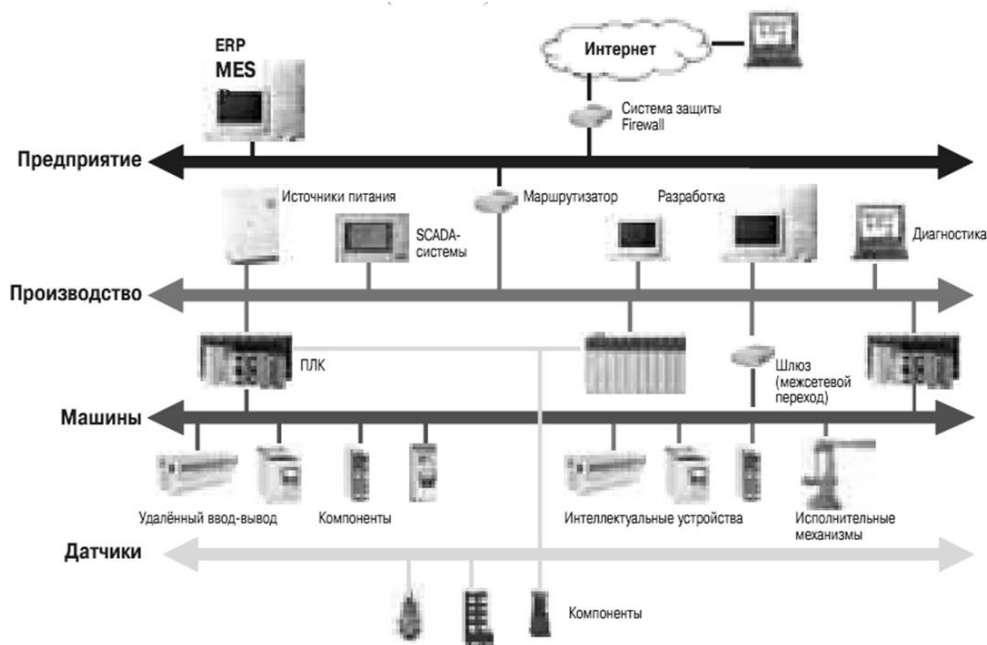 ERP
MES
Интернет
Система защиты
Firewall
Предприятие
Источники питания
Маршрутизатор
Разработка
SCADA-
системы
Диагностика
Производство
ПЛК
Шлюз
(межсетевой
переход)
Машины
Удалённый ввод-вывод
Компоненты
Интеллектуальные устройства
Исполнительные
механизмы
Датчики
Компоненты